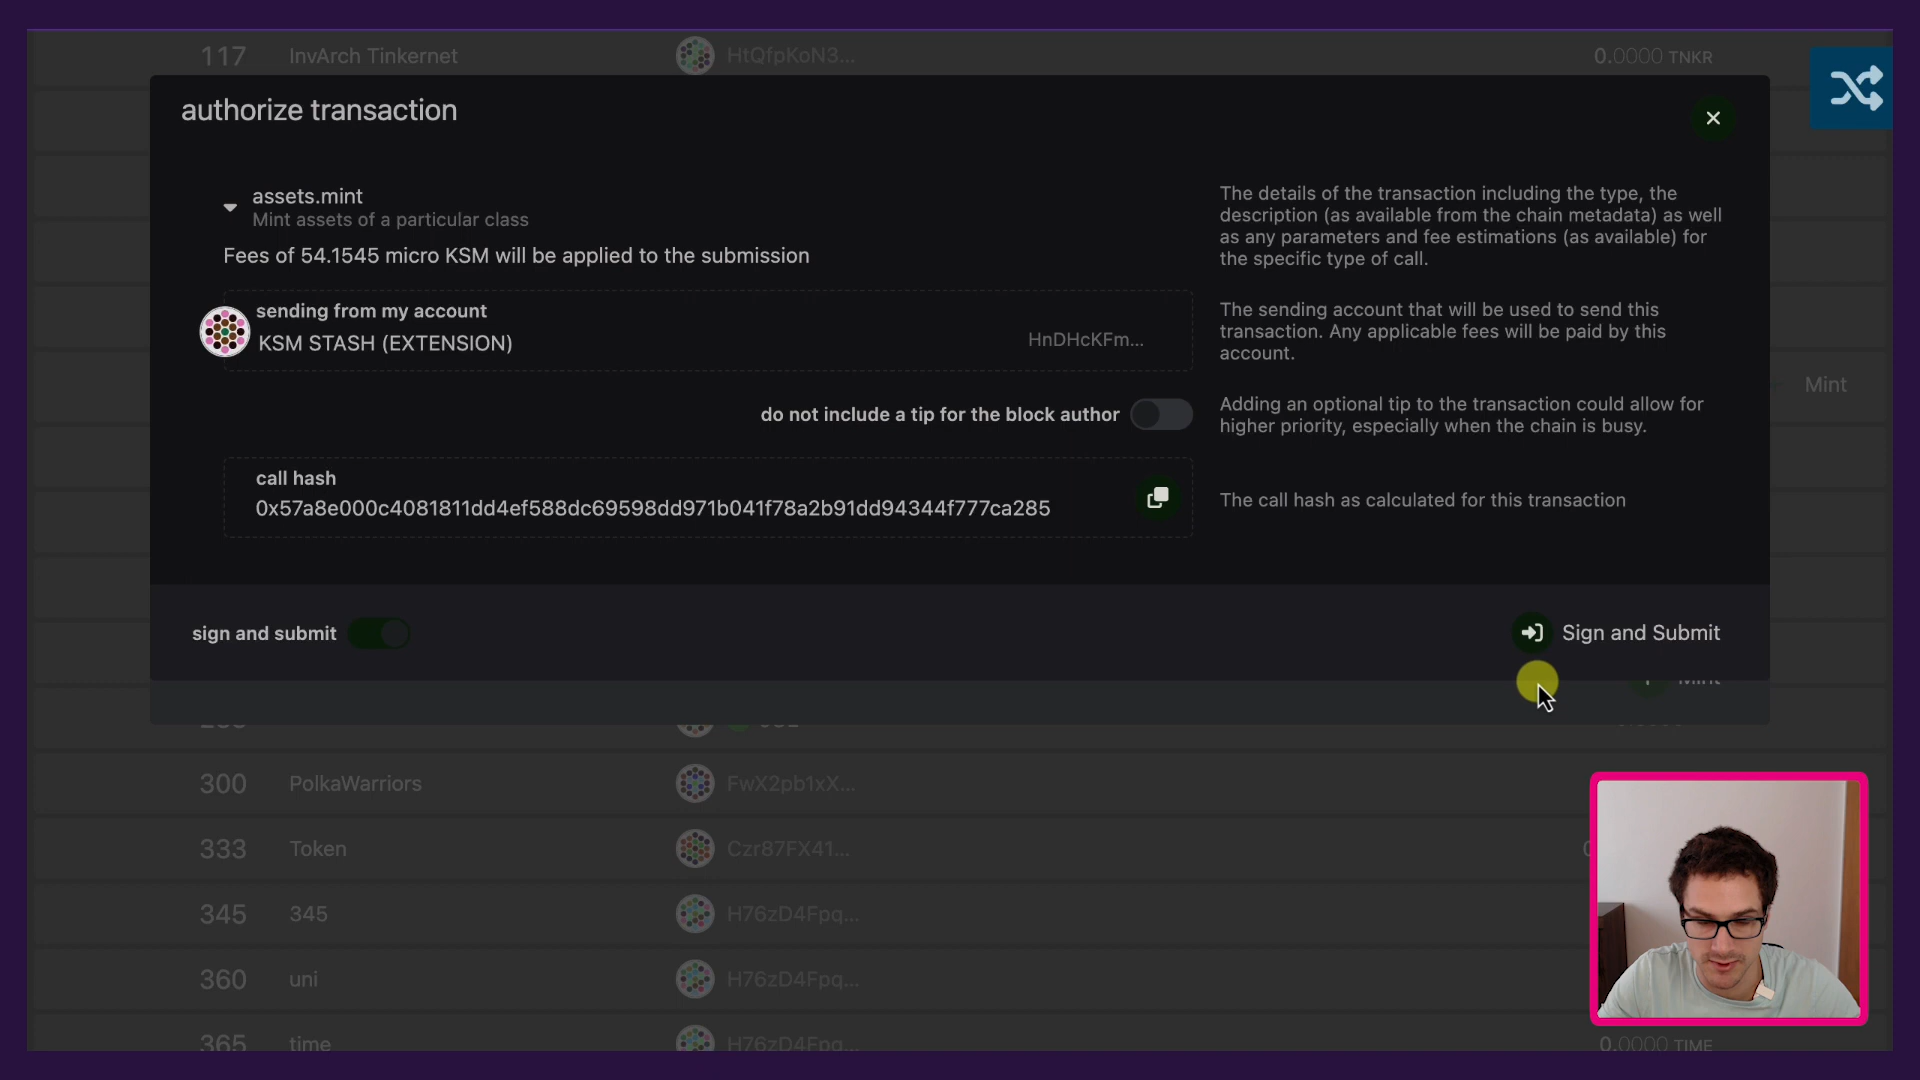 117 InvArch Tinkernet HtQfpKoN3... 0.0000 TNKR
authorize transaction
assets.mint
Mint assets of a particular class
Fees of 54.1545 micro KSM will be applied to the submission
The details of the transaction including the type, the
description (as available from the chain metadata) as well
as any parameters and fee estimations (as available) for
the specific type of call.
sending from my account
KSM STASH (EXTENSION)
HnDHcKFm...
The sending account that will be used to send this
transaction. Any applicable fees will be paid by this
account.
Mint
do not include a tip for the block author
Adding an optional tip to the transaction could allow for
higher priority, especially when the chain is busy.
call hash
0x57a8e000c4081811dd4ef588dc69598dd971b041f78a2b91dd94344f777ca285
The call hash as calculated for this transaction
sign and submit
Sign and Submit
Mint
300 PolkaWarriors FwX2pb1xX...
333 Token Czr87FX41...
345 345 H76zD4Fpq...
360 uni H76zD4Fpq...
365 time H76zD4Fpq... 0.0000 TIME